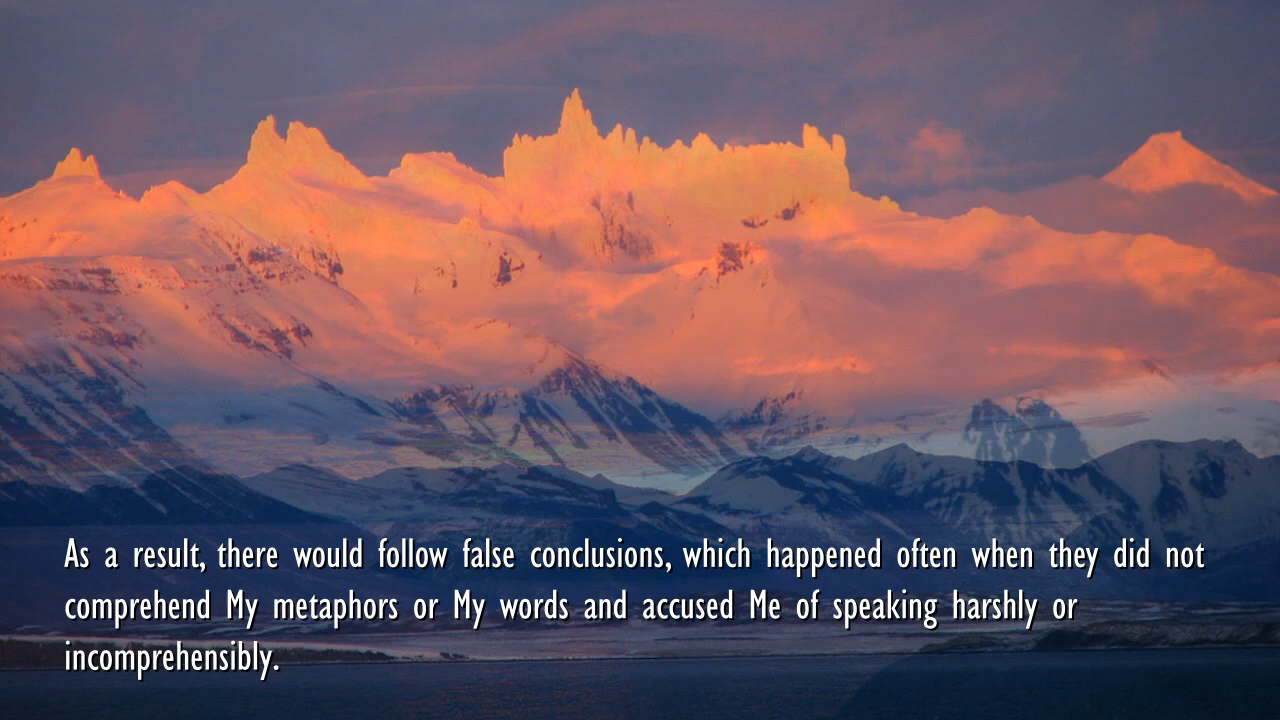 As a result, there would follow false conclusions, which happened often when they did not
comprehend My metaphors or My words and accused Me of speaking harshly or
incomprehensibly.